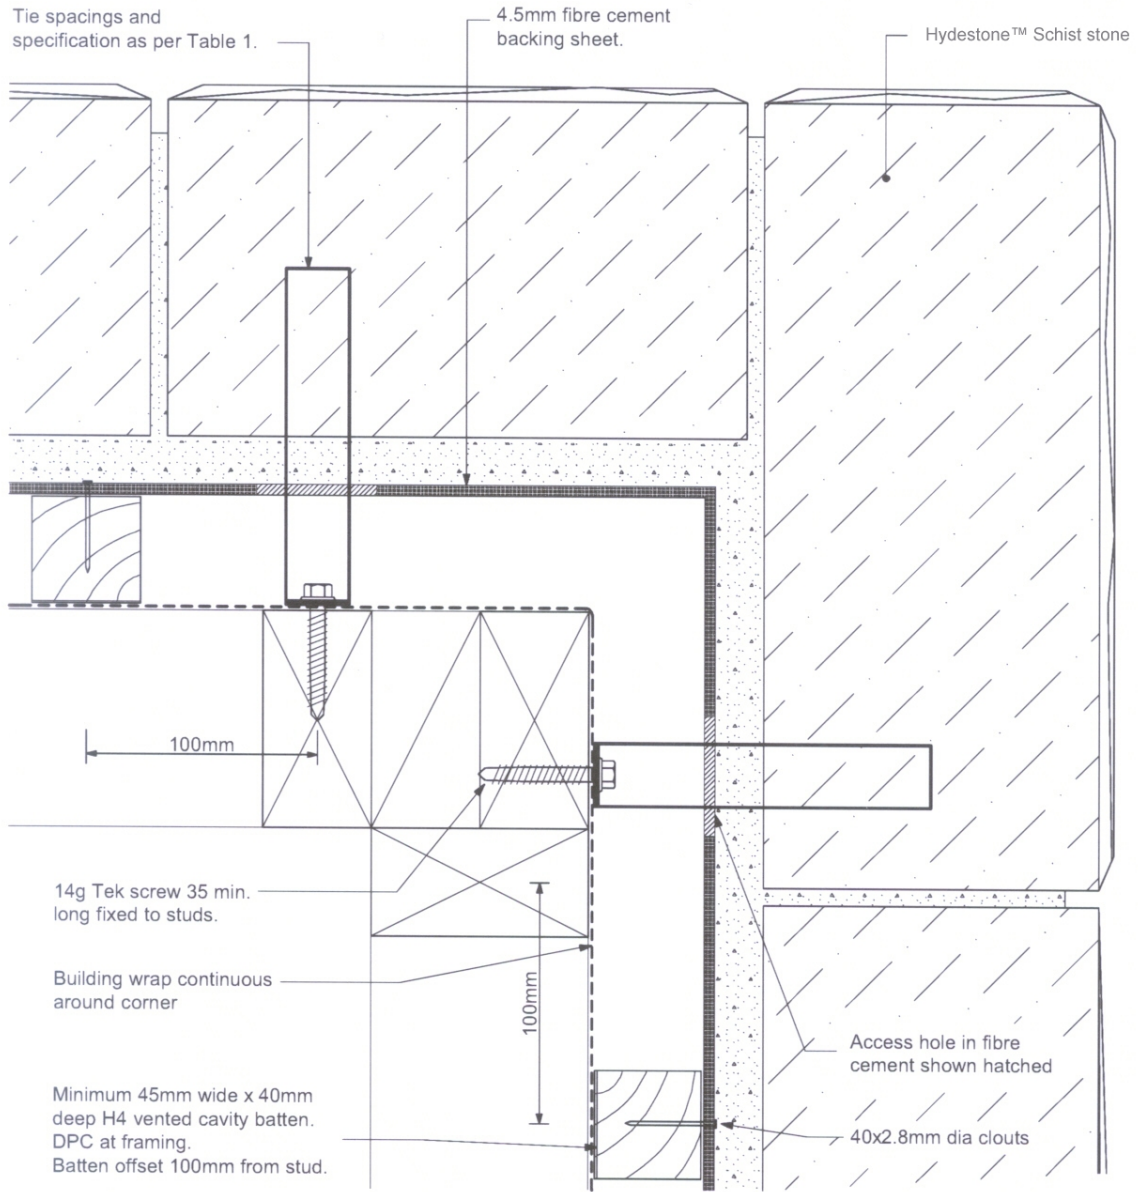 Tie spacings and
specification as per Table 1.
4.5mm fibre cement
backing sheet.
Hydestone™ Schist stone
100mm
14g Tek screw 35 min.
long fixed to studs.
Building wrap continuous
around corner
100mm
Access hole in fibre
cement shown hatched
Minimum 45mm wide x 40mm
deep H4 vented cavity batten.
DPC at framing.
Batten offset 100mm from stud.
40x2.8mm dia clouts